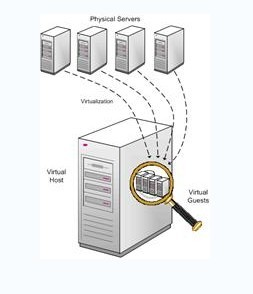 Physical Servers
Virtualization
Virtual
Host
Virtual
Guests